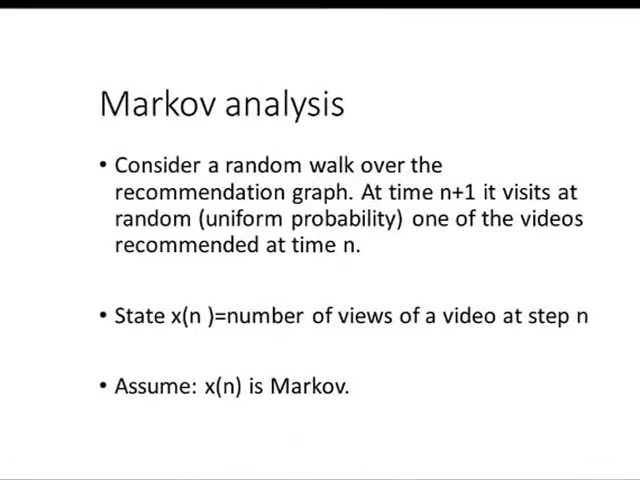 Markov analysis
• Consider a random walk over the
recommendation graph. At time n+1 it visits at
random (uniform probability) one of the videos
recommended at time n.
• State x(n )=number of views of a video at step n
• Assume: x(n) is Markov.